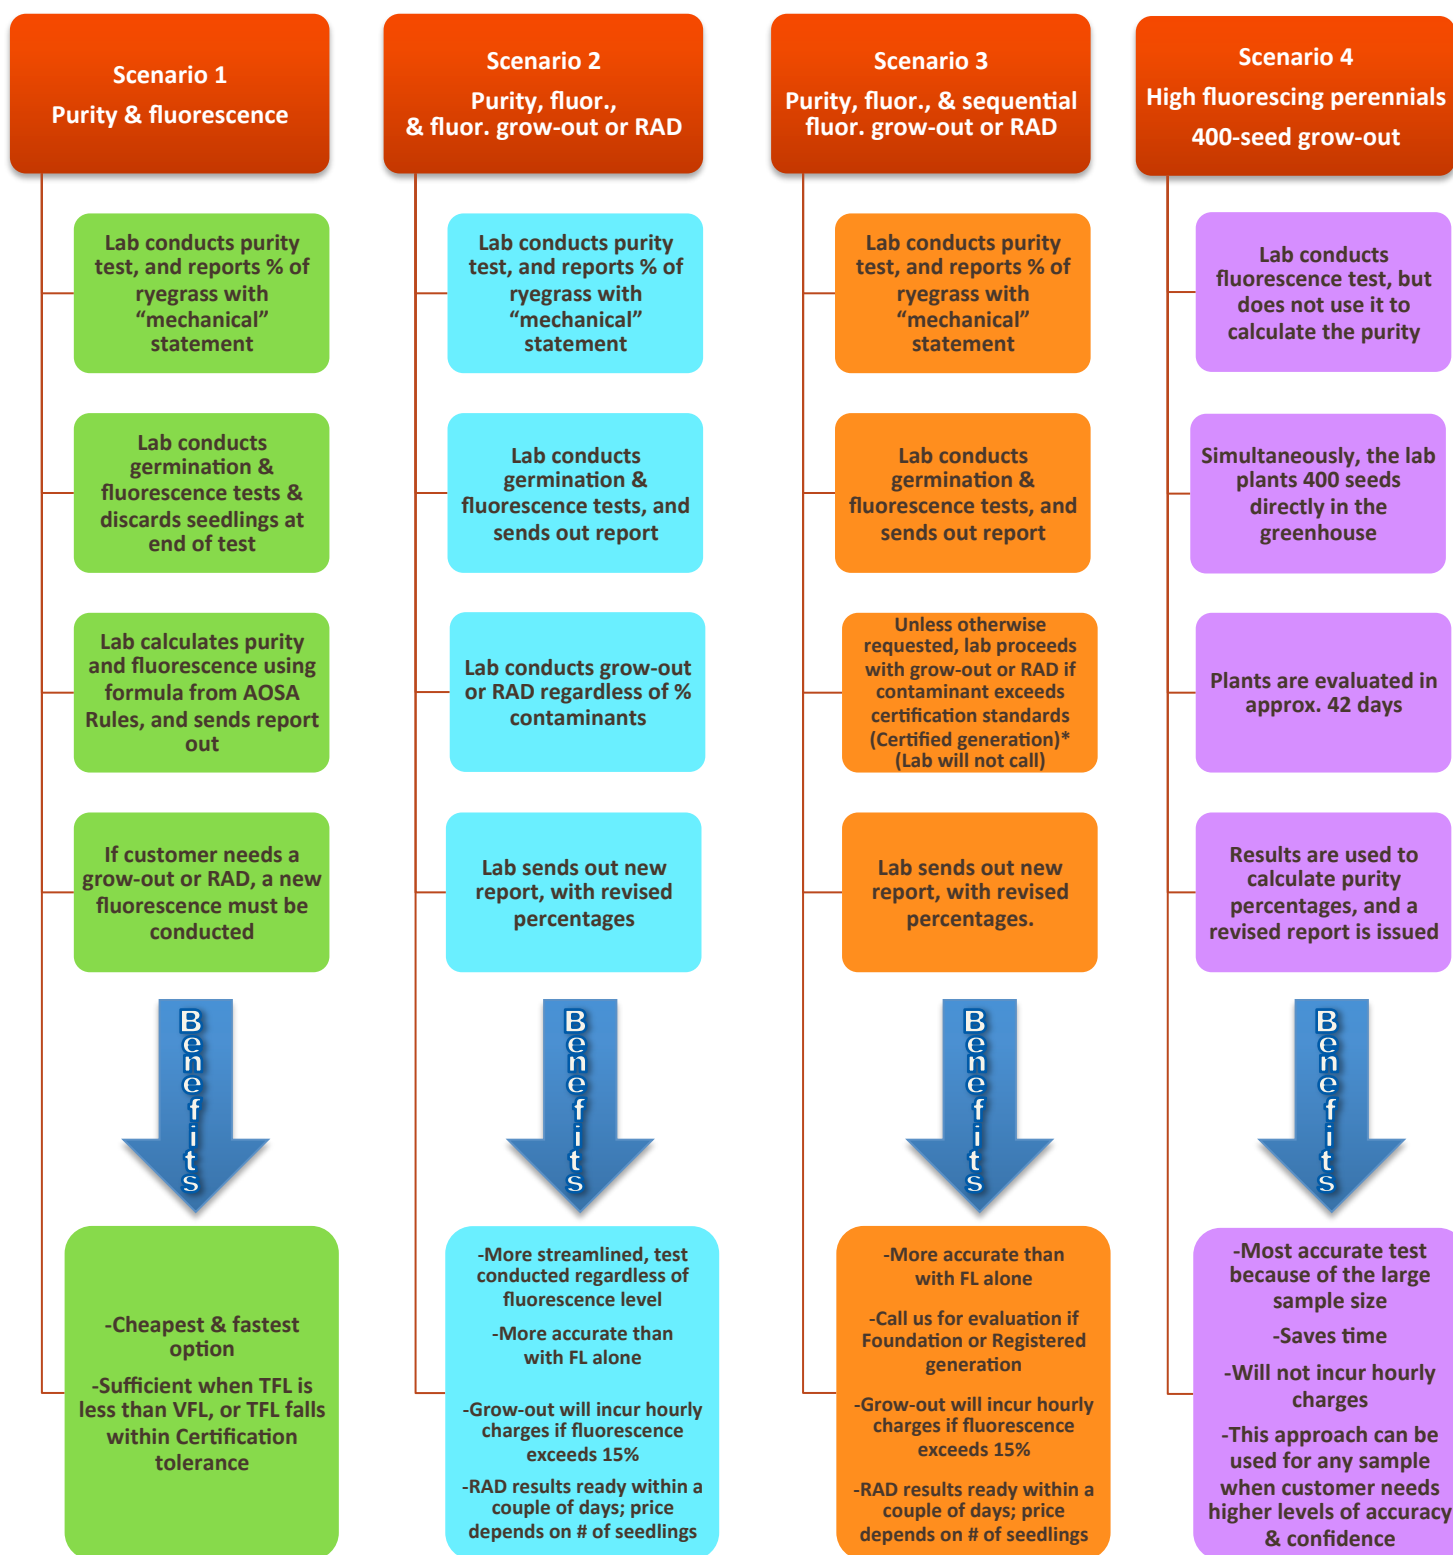 Scenario 1
Purity & fluorescence
Lab conducts purity
test, and reports % of
ryegrass with
“mechanical”
statement
Lab conducts
germination &
fluorescence tests &
discards seedlings at
end of test
Lab calculates purity
and fluorescence using
formula from AOSA
Rules, and sends report
out
If customer needs a
grow-out or RAD, a new
fluorescence must be
conducted
Benefits
-Cheapest & fastest
option
-Sufficient when TFL is
less than VFL, or TFL falls
within Certification
tolerance
Scenario 2
Purity, fluor.,
& fluor. grow-out or RAD
Lab conducts purity
test, and reports % of
ryegrass with
“mechanical”
statement
Lab conducts
germination &
fluorescence tests, and
sends out report
Lab conducts grow-out
or RAD regardless of %
contaminants
Lab sends out new
report, with revised
percentages
Benefits
-More streamlined, test
conducted regardless of
fluorescence level
-More accurate than
with FL alone
-Grow-out will incur hourly
charges if fluorescence
exceeds 15%
-RAD results ready within a
couple of days; price
depends on # of seedlings
Scenario 3
Purity, fluor., & sequential
fluor. grow-out or RAD
Lab conducts purity
test, and reports % of
ryegrass with
“mechanical”
statement
Lab conducts
germination &
fluorescence tests, and
sends out report
Unless otherwise
requested, lab proceeds
with grow-out or RAD if
contaminant exceeds
certification standards
(Certified generation)*
(Lab will not call)
Lab sends out new
report, with revised
percentages.
Benefits
-More accurate than
with FL alone
-Call us for evaluation if
Foundation or Registered
generation
-Grow-out will incur hourly
charges if fluorescence
exceeds 15%
-RAD results ready within a
couple of days; price
depends on # of seedlings
Scenario 4
High fluorescing perennials
400-seed grow-out
Lab conducts
fluorescence test, but
does not use it to
calculate the purity
Simultaneously, the lab
plants 400 seeds
directly in the
greenhouse
Plants are evaluated in
approx. 42 days
Results are used to
calculate purity
percentages, and a
revised report is issued
Benefits
-Most accurate test
because of the large
sample size
-Saves time
-Will not incur hourly
charges
-This approach can be
used for any sample
when customer needs
higher levels of accuracy
& confidence